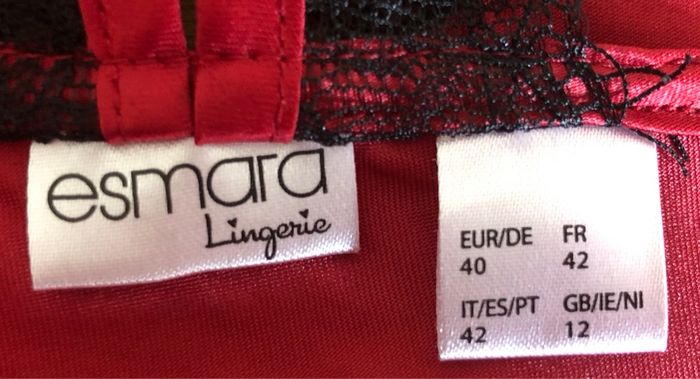 esmara
Lingerie
EUR/DE FR
40 42
IT/ES/PT GB/IE/NI
42 12